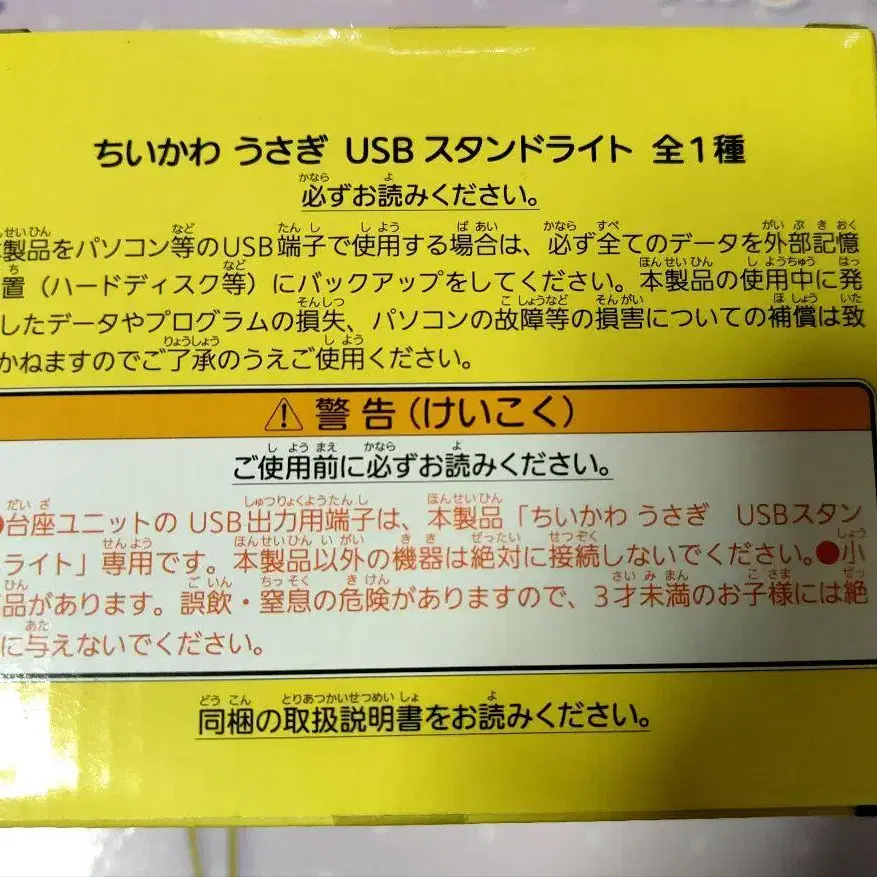 ちいかわ うさぎ USB スタンドライト 全1種
必ずお読みください。
本製品をパソコン等のUSB端子で使用する場合は、必ず全てのデータを外部記憶
置（ハードディスク等）にバックアップをしてください。本製品の使用中に発
したデータやプログラムの損失、パソコンの故障等の損害についての補償は致
かねますのでご了承のうえご使用ください。
⚠ 警告（けいこく）
ご使用前に必ずお読みください。
●台座ユニットの USB出力用端子は、本製品「ちいかわ うさぎ USBスタン
ライト」専用です。本製品以外の機器は絶対に接続しないでください。●小
品があります。誤飲・窒息の危険がありますので、3才未満のお子様には絶
に与えないでください。
同梱の取扱説明書をお読みください。